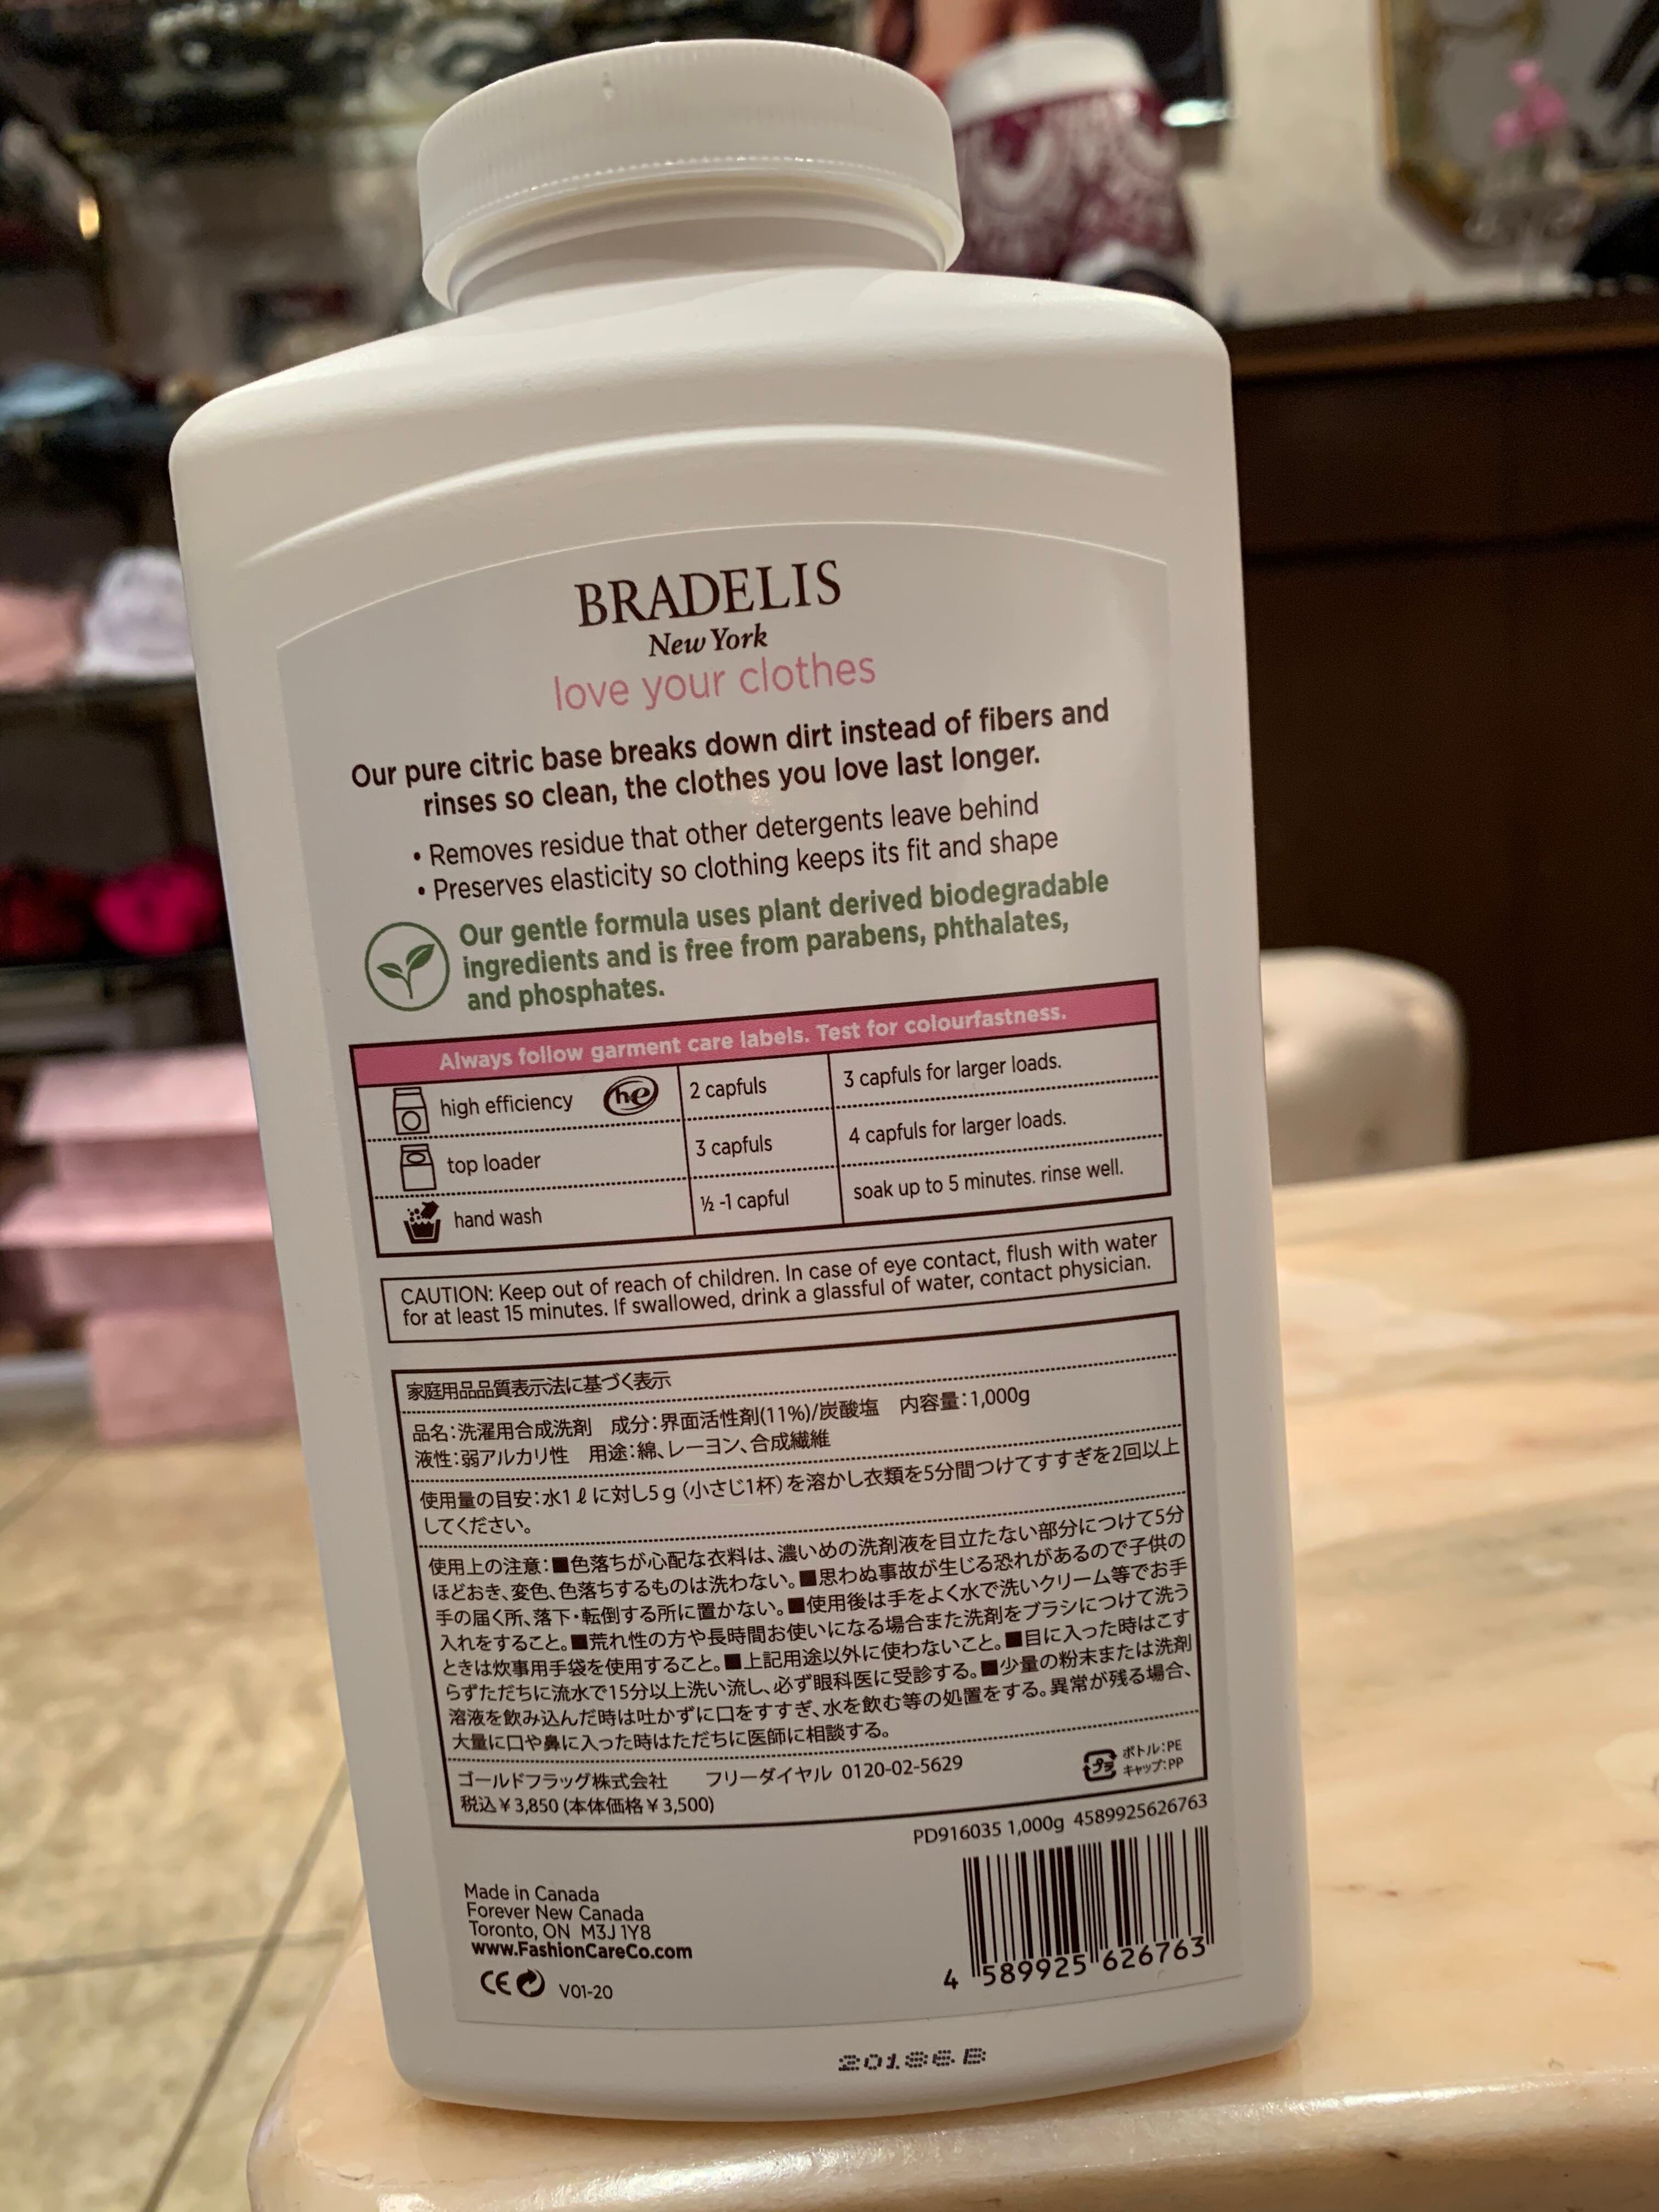 BRADELIS
New York
love your clothes
Our pure citric base breaks down dirt instead of fibers and
rinses so clean, the clothes you love last longer.
• Removes residue that other detergents leave behind
• Preserves elasticity so clothing keeps its fit and shape
Our gentle formula uses plant derived biodegradable
ingredients and is free from parabens, phthalates,
and phosphates.
Always follow garment care labels. Test for colourfastness.
high efficiency he 2 capfuls 3 capfuls for larger loads.
top loader 3 capfuls 4 capfuls for larger loads.
hand wash ½ -1 capful soak up to 5 minutes. rinse well.
CAUTION: Keep out of reach of children. In case of eye contact, flush with water
for at least 15 minutes. If swallowed, drink a glassful of water, contact physician.
家庭用品品質表示法に基づく表示
品名:洗濯用合成洗剤 成分:界面活性剤(11%)/炭酸塩 内容量:1,000g
液性:弱アルカリ性 用途:綿、レーヨン、合成繊維
使用量の目安:水1ℓに対し5g(小さじ1杯)を溶かし衣類を5分間つけてすすぎを2回以上
してください。
使用上の注意:■色落ちが心配な衣料は、濃いめの洗剤液を目立たない部分につけて5分
ほどおき、変色、色落ちするものは洗わない。■思わぬ事故が生じる恐れがあるので子供の
手の届く所、落下・転倒する所に置かない。■使用後は手をよく水で洗いクリーム等でお手
入れをすること。■荒れ性の方や長時間お使いになる場合また洗剤をブラシにつけて洗う
ときは炊事用手袋を使用すること。■上記用途以外に使わないこと。■目に入った時はこす
らずただちに流水で15分以上洗い流し、必ず眼科医に受診する。■少量の粉末または洗剤
溶液を飲み込んだ時は吐かずに口をすすぎ、水を飲む等の処置をする。異常が残る場合、
大量に口や鼻に入った時はただちに医師に相談する。
ゴールドフラッグ株式会社 フリーダイヤル 0120-02-5629
税込¥3,850(本体価格¥3,500)
プラ ボトル:PE
キャップ:PP
PD916035 1,000g 4589925626763
Made in Canada
Forever New Canada
Toronto, ON M3J 1Y8
www.FashionCareCo.com
CE V01-20
4 589925 626763
20186B